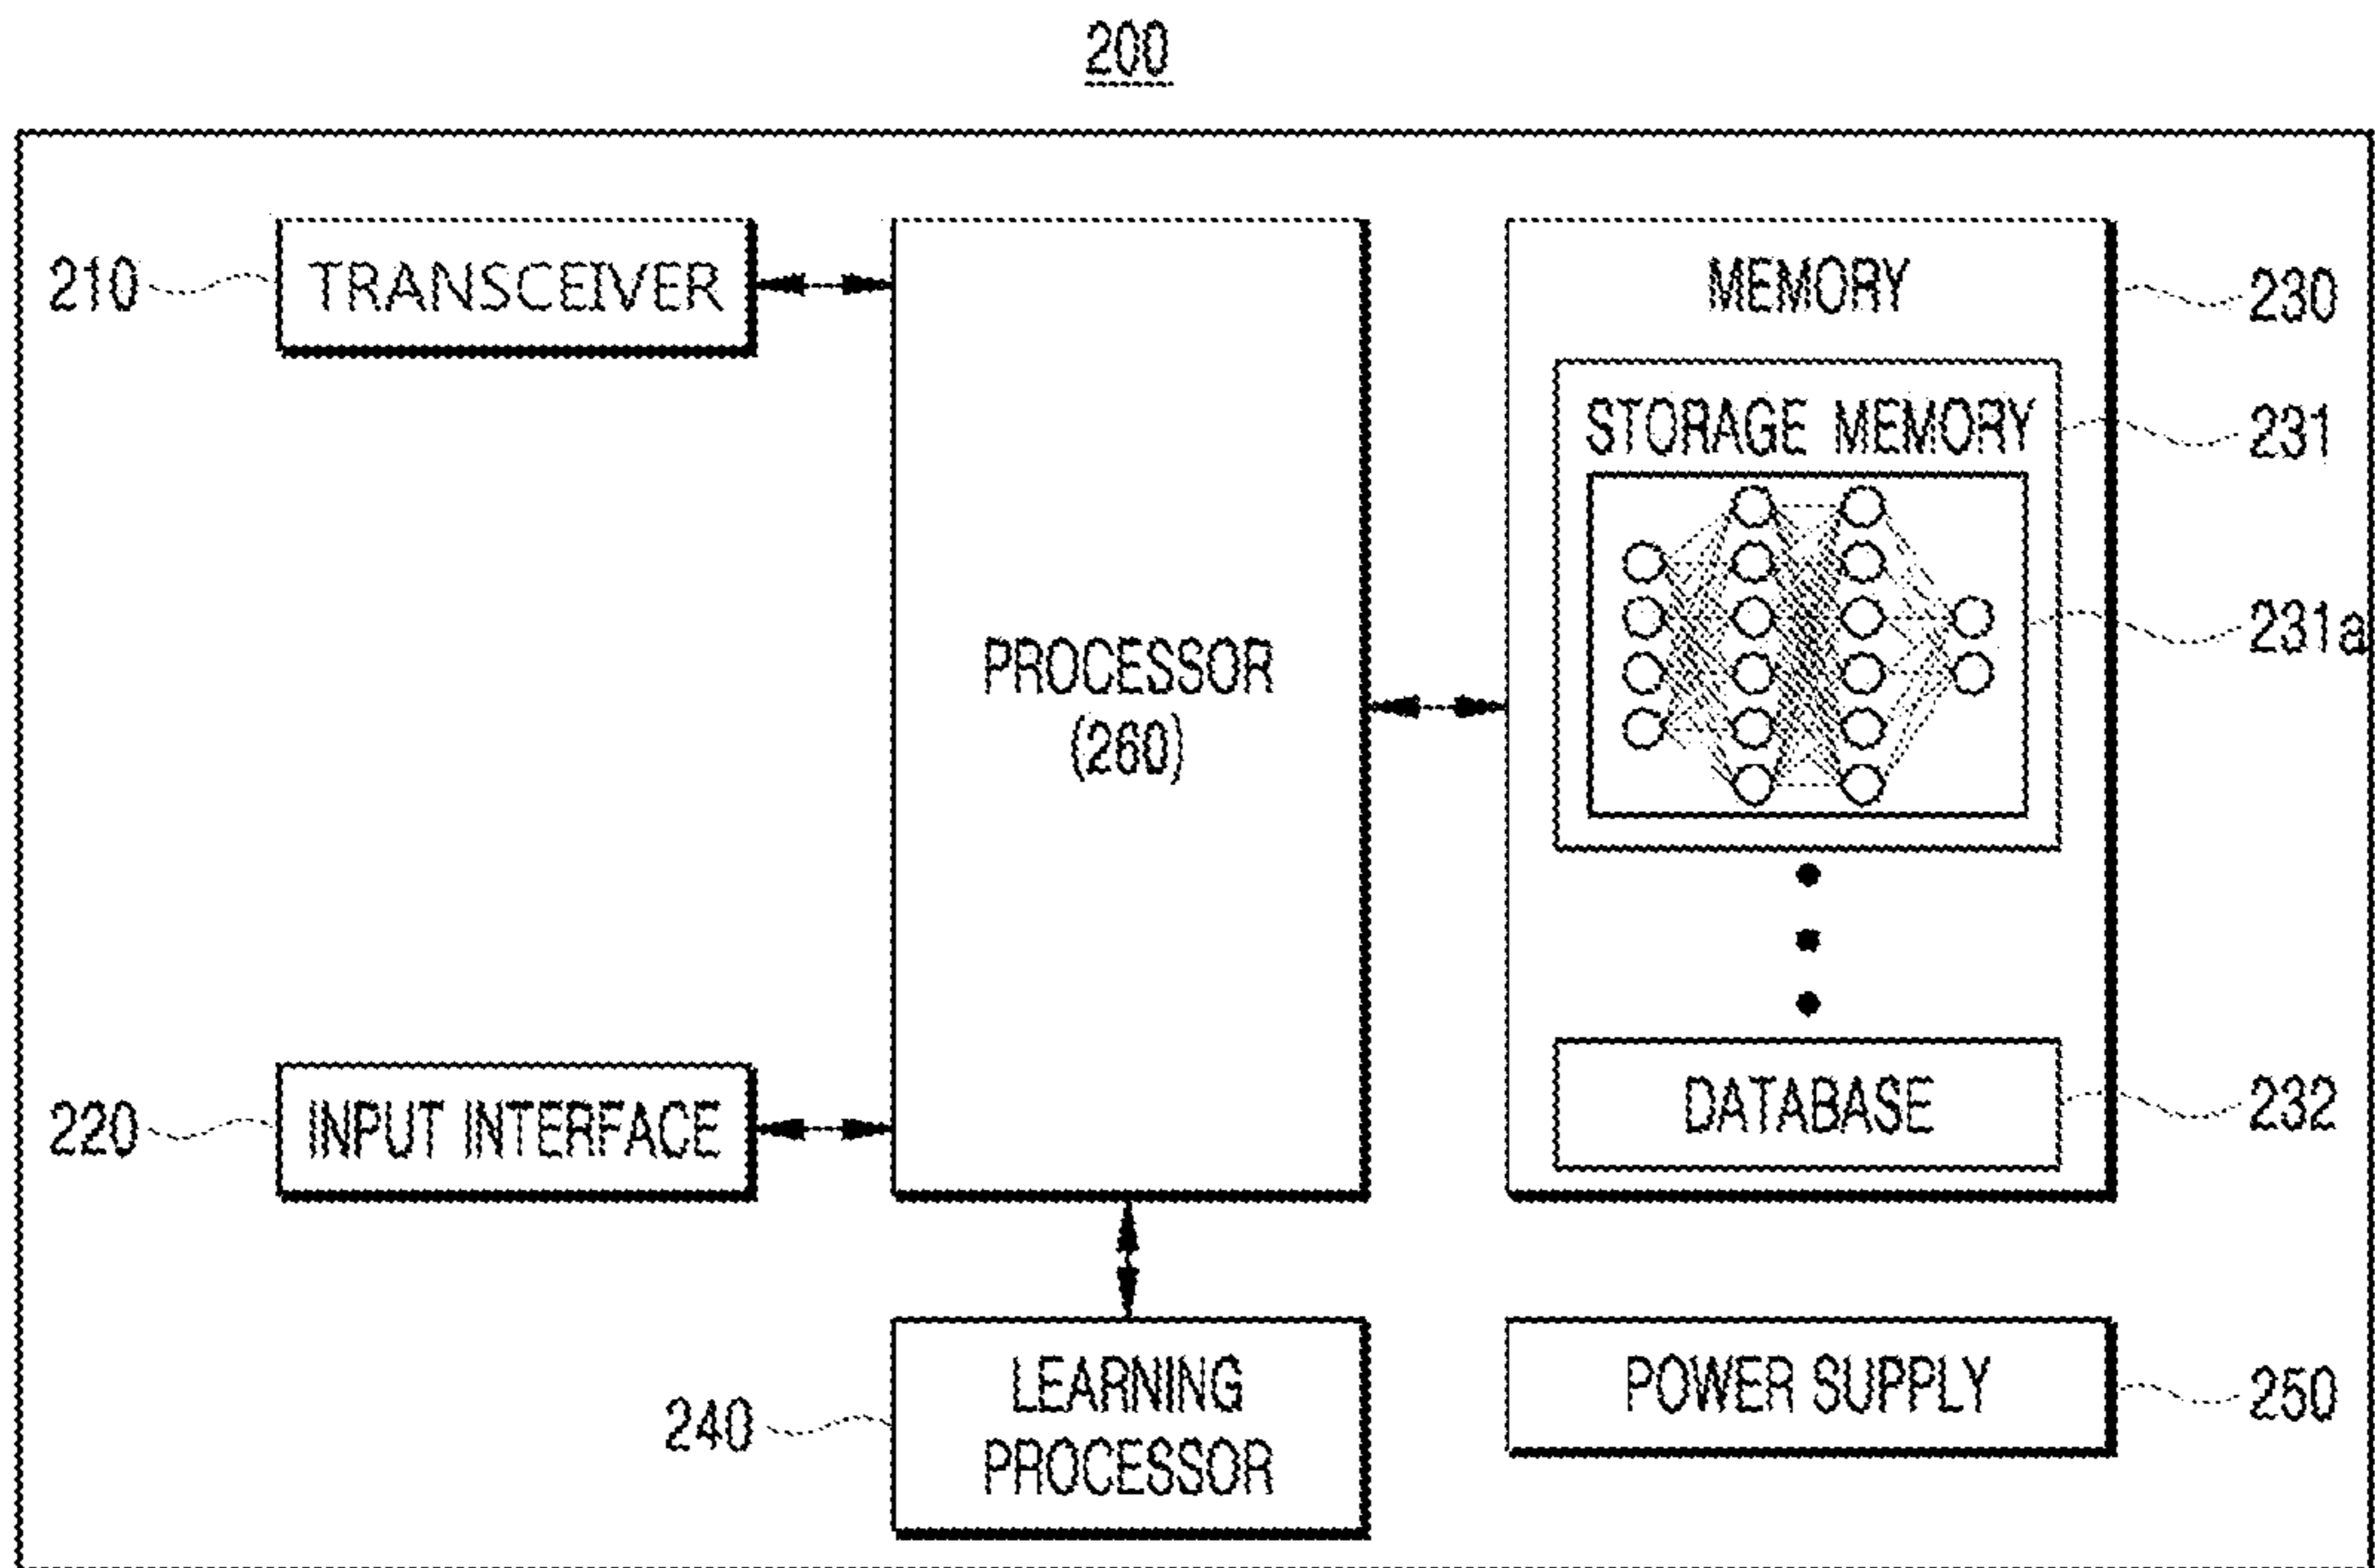 200
210
TRANSCEIVER
MEMORY
230
STORAGE MEMORY
231
231a
PROCESSOR
(260)
220
INPUT INTERFACE
DATABASE
232
240
LEARNING
PROCESSOR
POWER SUPPLY
250